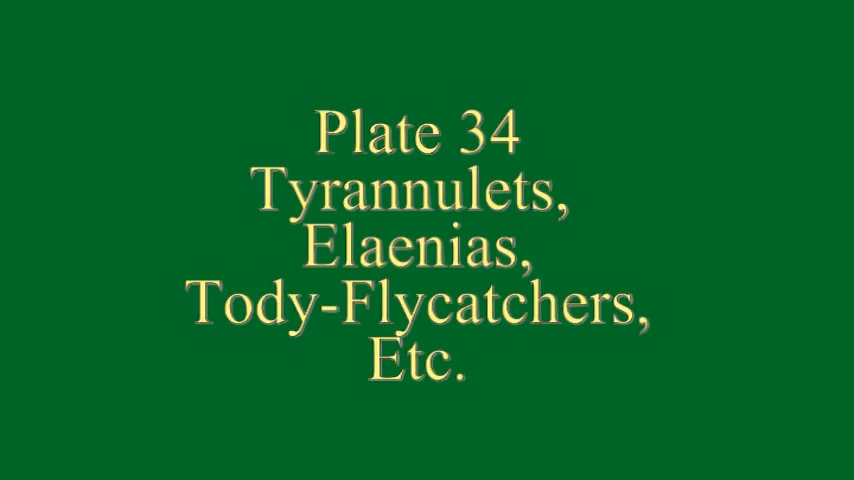 Plate 34
Tyrannulets,
Elaenias,
Tody-Flycatchers,
Etc.